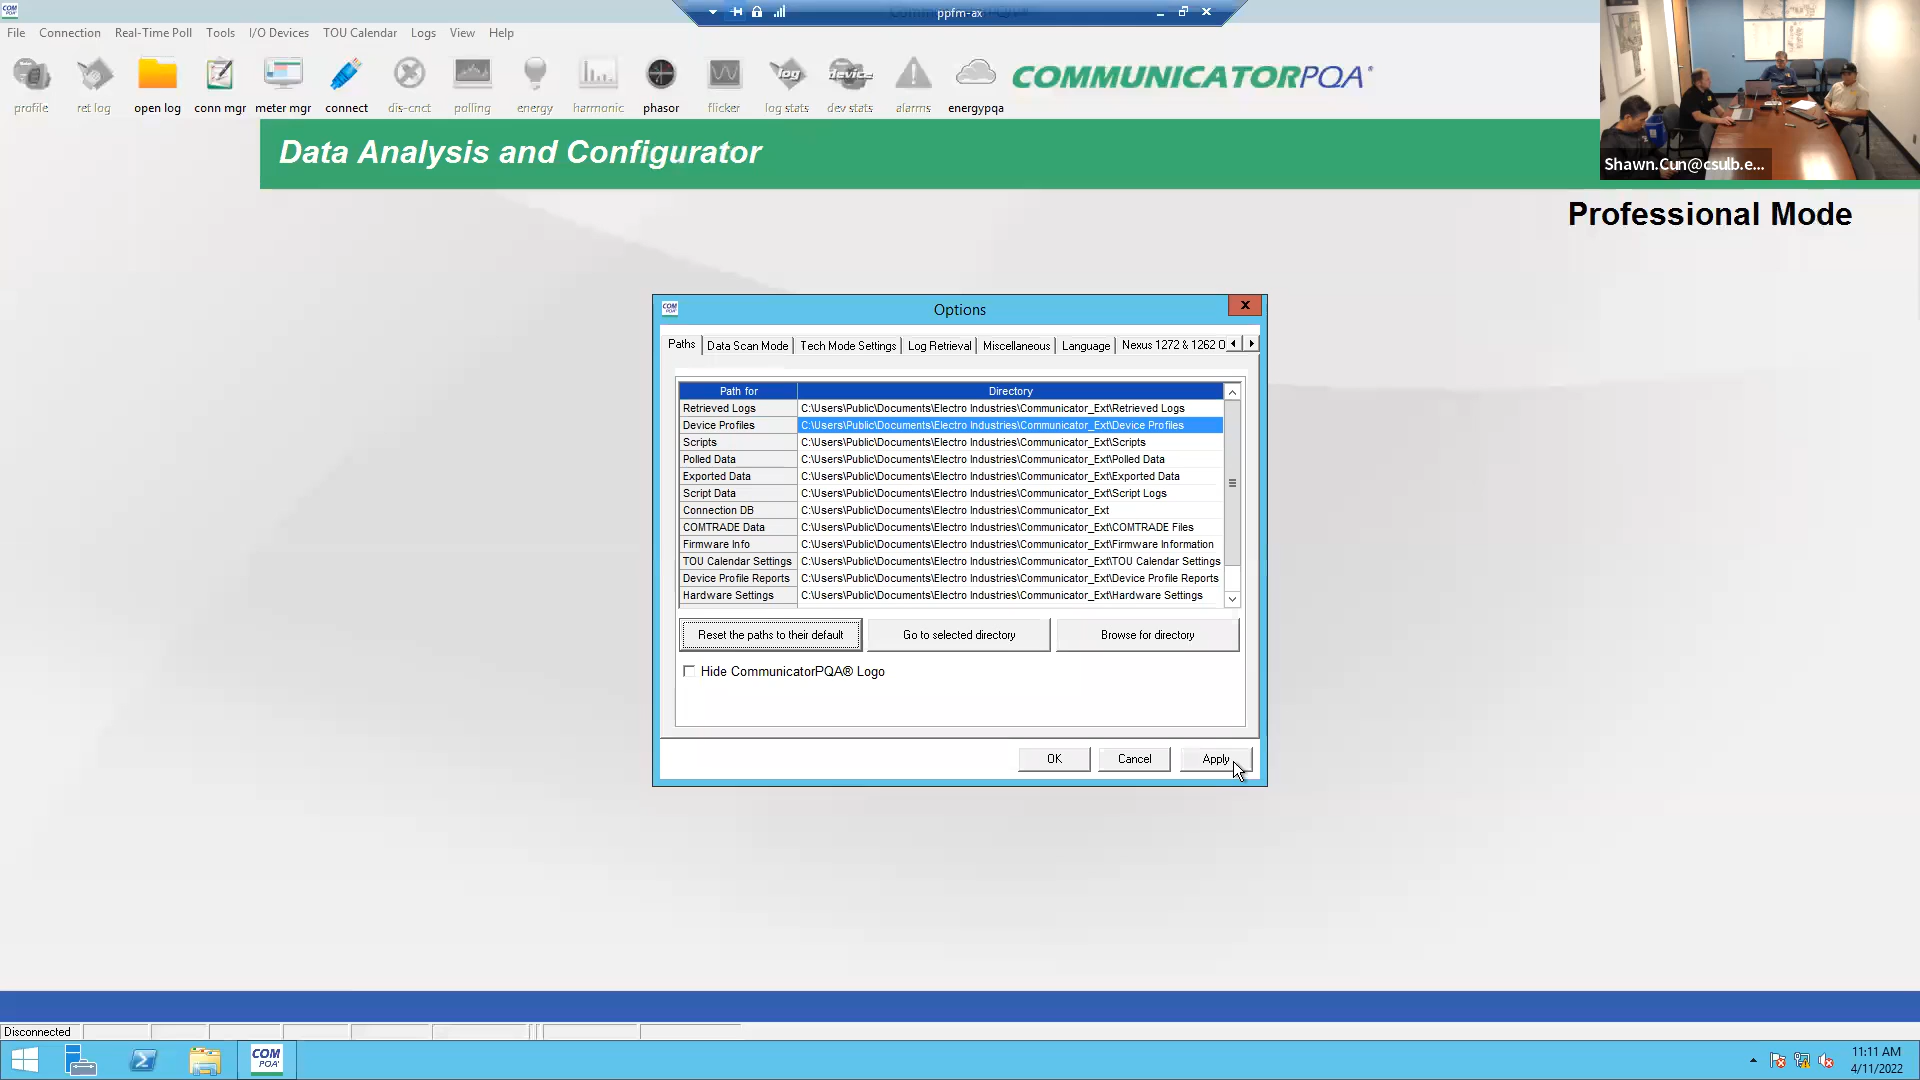 ppfm-ax
File Connection Real-Time Poll Tools I/O Devices TOU Calendar Logs View Help
profile ret log open log conn mgr meter mgr connect dis-cnct polling energy harmonic phasor flicker log stats dev stats alarms energypqa
COMMUNICATORPQA®
Data Analysis and Configurator
Shawn.Cun@csulb.e...
Professional Mode
Options
Paths Data Scan Mode Tech Mode Settings Log Retrieval Miscellaneous Language Nexus 1272 & 1262 O
Path for Directory
Retrieved Logs C:\Users\Public\Documents\Electro Industries\Communicator_Ext\Retrieved Logs
Device Profiles C:\Users\Public\Documents\Electro Industries\Communicator_Ext\Device Profiles
Scripts C:\Users\Public\Documents\Electro Industries\Communicator_Ext\Scripts
Polled Data C:\Users\Public\Documents\Electro Industries\Communicator_Ext\Polled Data
Exported Data C:\Users\Public\Documents\Electro Industries\Communicator_Ext\Exported Data
Script Data C:\Users\Public\Documents\Electro Industries\Communicator_Ext\Script Logs
Connection DB C:\Users\Public\Documents\Electro Industries\Communicator_Ext
COMTRADE Data C:\Users\Public\Documents\Electro Industries\Communicator_Ext\COMTRADE Files
Firmware Info C:\Users\Public\Documents\Electro Industries\Communicator_Ext\Firmware Information
TOU Calendar Settings C:\Users\Public\Documents\Electro Industries\Communicator_Ext\TOU Calendar Settings
Device Profile Reports C:\Users\Public\Documents\Electro Industries\Communicator_Ext\Device Profile Reports
Hardware Settings C:\Users\Public\Documents\Electro Industries\Communicator_Ext\Hardware Settings
Reset the paths to their default Go to selected directory Browse for directory
Hide CommunicatorPQA® Logo
OK Cancel Apply
Disconnected
COM
PQA
11:11 AM
4/11/2022